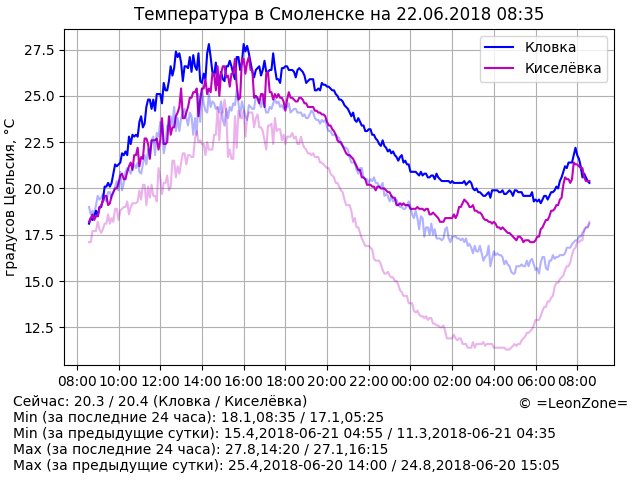 Температура в Смоленске на 22.06.2018 08:35
Кловка
Киселёвка
градусов Цельсия, °C
27.5
25.0
22.5
20.0
17.5
15.0
12.5
08:00 10:00 12:00 14:00 16:00 18:00 20:00 22:00 00:00 02:00 04:00 06:00 08:00
Сейчас: 20.3 / 20.4 (Кловка / Киселёвка)
© =LeonZone=
Min (за последние 24 часа): 18.1,08:35 / 17.1,05:25
Min (за предыдущие сутки): 15.4,2018-06-21 04:55 / 11.3,2018-06-21 04:35
Max (за последние 24 часа): 27.8,14:20 / 27.1,16:15
Max (за предыдущие сутки): 25.4,2018-06-20 14:00 / 24.8,2018-06-20 15:05